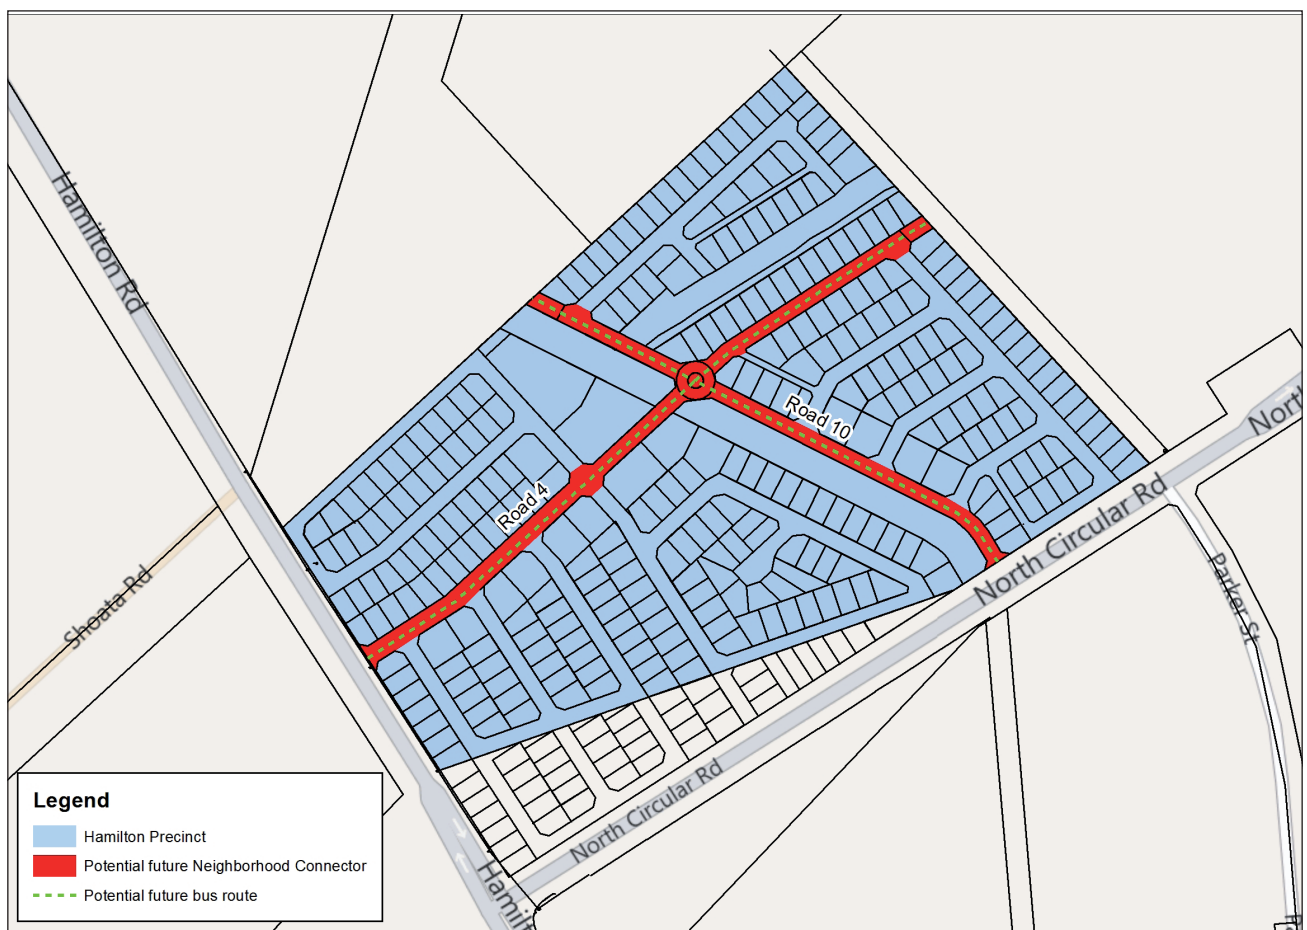 Hamilton Rd
Road 10
North
Road 4
North Circular Rd
Shoata Rd
Parker St
North Circular Rd
Legend
Hamilton Precinct
Potential future Neighborhood Connector
Potential future bus route
Hamilt